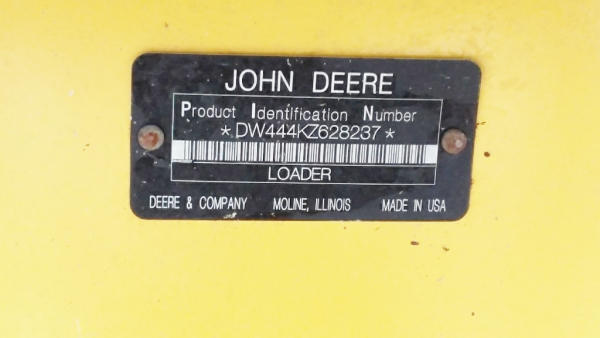 JOHN DEERE
Product Identification Number
*DW444KZ628237*
LOADER
DEERE & COMPANY MOLINE, ILLINOIS MADE IN USA